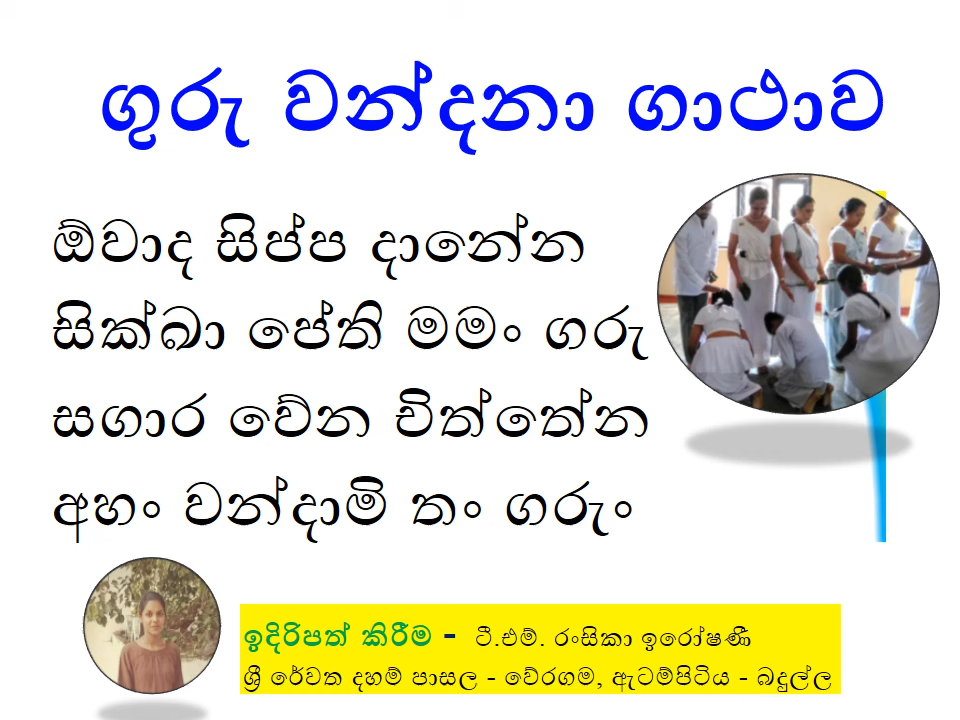 ගුරු වන්දනා ගාථාව
ඕවාද සිප්ප දානේන
සික්ඛා පේති මමං ගරු
සගාර වේන චිත්තේන
අහං වන්දාමි තං ගරුං
ඉදිරිපත් කිරීම - ටී.එම්. රංසිකා ඉරෝෂණී
ශ්‍රී රේවත දහම් පාසල - වේරගම, ඇටම්පිටිය - බදුල්ල